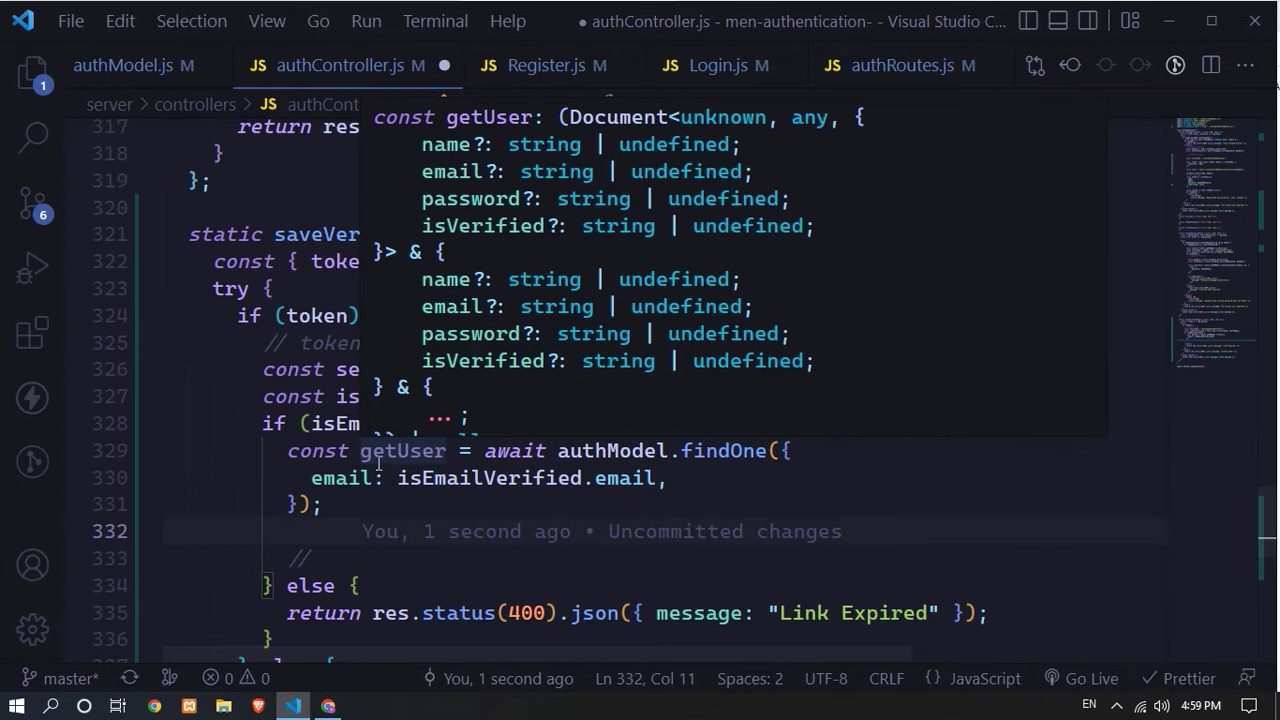 File Edit Selection View Go Run Terminal Help ● authController.js - men-authentication- - Visual Studio C...
authModel.js M JS authController.js M ● JS Register.js M JS Login.js M JS authRoutes.js M ...
server > controllers > JS authCont
const getUser: (Document<unknown, any, {
317 return res
name?: string | undefined;
318 }
email?: string | undefined;
319 };
password?: string | undefined;
320
isVerified?: string | undefined;
321 static saveVer
}> & {
322 const { toke
name?: string | undefined;
323 try {
email?: string | undefined;
324 if (token)
password?: string | undefined;
325 // token
isVerified?: string | undefined;
326 const se
} & {
327 const is
... ;
328 if (isEm
329 const getUser = await authModel.findOne({
330 email: isEmailVerified.email,
331 });
332 You, 1 second ago • Uncommitted changes
333 //
334 } else {
335 return res.status(400).json({ message: "Link Expired" });
336 }
1
6
master* 0 0 You, 1 second ago Ln 332, Col 11 Spaces: 2 UTF-8 CRLF {} JavaScript Go Live Prettier
EN 4:59 PM